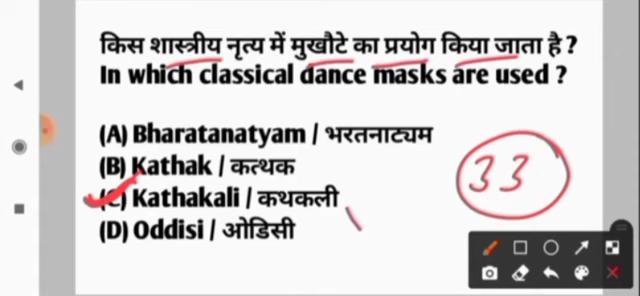 किस शास्त्रीय नृत्य में मुखौटे का प्रयोग किया जाता है ?
In which classical dance masks are used ?
(A) Bharatanatyam / भरतनाट्यम
(B) Kathak / कत्थक
(C) Kathakali / कथकली
33
(D) Oddisi / ओडिसी